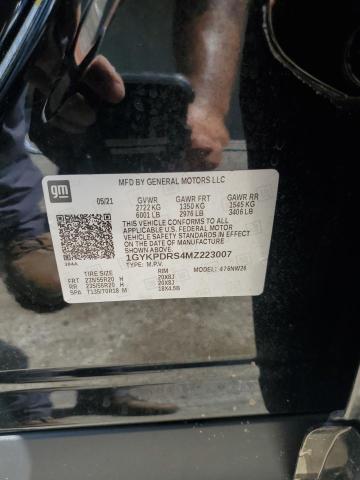 gm
MFD BY GENERAL MOTORS LLC
05/21 GVWR GAWR FRT GAWR RR
2722 KG 1350 KG 1545 KG
6001 LB 2976 LB 3406 LB
THIS VEHICLE CONFORMS TO ALL
APPLICABLE U.S. FEDERAL MOTOR
VEHICLE SAFETY STANDARDS IN EFFECT
ON THE DATE OF MANUFACTURE
SHOWN ABOVE.
1GYKPDRS4MZ223007
TYPE: M.P.V. MODEL: 476NW26
TIRE SIZE RIM
FRT 235/55R20 H 20X8J
RR 235/55R20 H 20X8J
SPA T135/70R18 M 18X4.5B